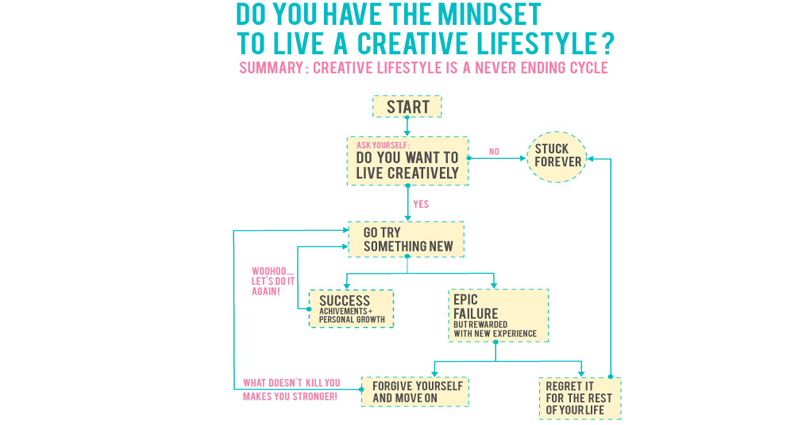 DO YOU HAVE THE MINDSET
TO LIVE A CREATIVE LIFESTYLE?
SUMMARY: CREATIVE LIFESTYLE IS A NEVER ENDING CYCLE
START
ASK YOURSELF:
DO YOU WANT TO
LIVE CREATIVELY
NO
STUCK
FOREVER
YES
GO TRY
SOMETHING NEW
WOOHOO...
LET'S DO IT
AGAIN!
SUCCESS
ACHIVEMENTS+
PERSONAL GROWTH
EPIC
FAILURE
BUT REWARDED
WITH NEW EXPERIENCE
WHAT DOESN'T KILL YOU
MAKES YOU STRONGER!
FORGIVE YOURSELF
AND MOVE ON
REGRET IT
FOR THE REST
OF YOUR LIFE